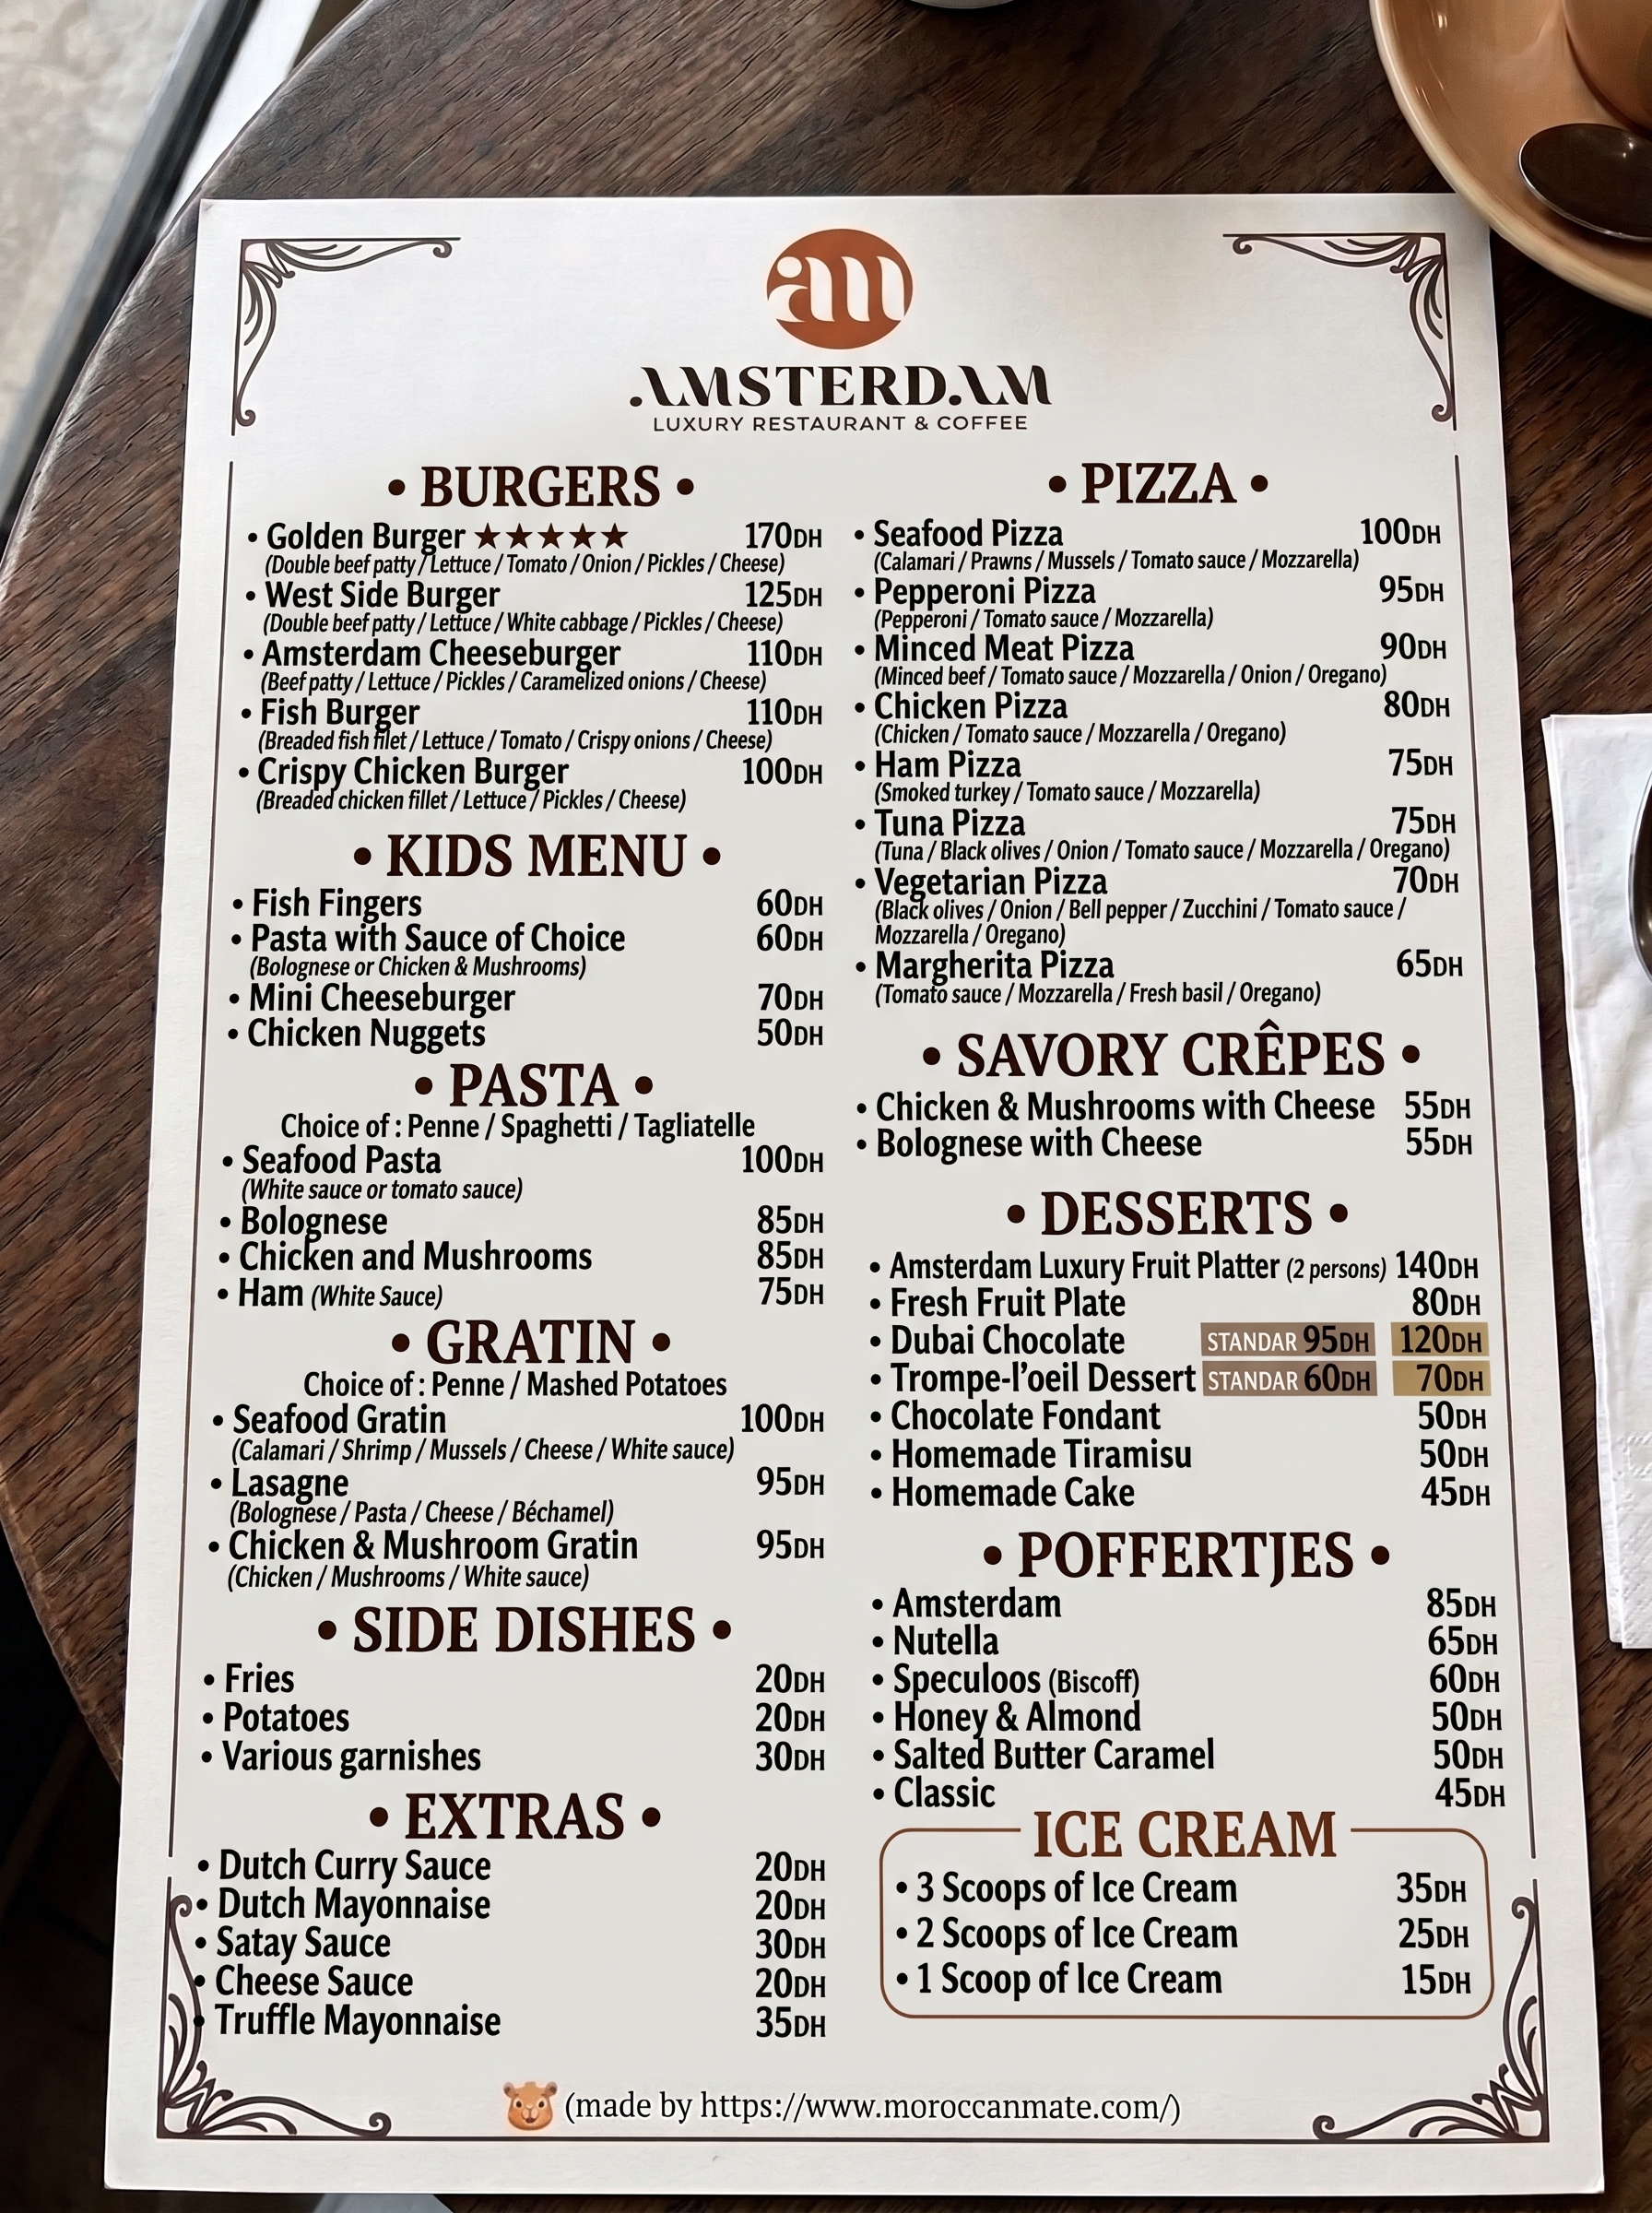 am
AMSTERDAM
LUXURY RESTAURANT & COFFEE
• BURGERS •
• Golden Burger ★★★★★ 170DH
(Double beef patty / Lettuce / Tomato / Onion / Pickles / Cheese)
• West Side Burger 125DH
(Double beef patty / Lettuce / White cabbage / Pickles / Cheese)
• Amsterdam Cheeseburger 110DH
(Beef patty / Lettuce / Pickles / Caramelized onions / Cheese)
• Fish Burger 110DH
(Breaded fish filet / Lettuce / Tomato / Crispy onions / Cheese)
• Crispy Chicken Burger 100DH
(Breaded chicken fillet / Lettuce / Pickles / Cheese)
• KIDS MENU •
• Fish Fingers 60DH
• Pasta with Sauce of Choice 60DH
(Bolognese or Chicken & Mushrooms)
• Mini Cheeseburger 70DH
• Chicken Nuggets 50DH
• PASTA •
Choice of : Penne / Spaghetti / Tagliatelle
• Seafood Pasta 100DH
(White sauce or tomato sauce)
• Bolognese 85DH
• Chicken and Mushrooms 85DH
• Ham (White Sauce) 75DH
• GRATIN •
Choice of : Penne / Mashed Potatoes
• Seafood Gratin 100DH
(Calamari / Shrimp / Mussels / Cheese / White sauce)
• Lasagne 95DH
(Bolognese / Pasta / Cheese / Béchamel)
• Chicken & Mushroom Gratin 95DH
(Chicken / Mushrooms / White sauce)
• SIDE DISHES •
• Fries 20DH
• Potatoes 20DH
• Various garnishes 30DH
• EXTRAS •
• Dutch Curry Sauce 20DH
• Dutch Mayonnaise 20DH
• Satay Sauce 30DH
• Cheese Sauce 20DH
• Truffle Mayonnaise 35DH
• PIZZA •
• Seafood Pizza 100DH
(Calamari / Prawns / Mussels / Tomato sauce / Mozzarella)
• Pepperoni Pizza 95DH
(Pepperoni / Tomato sauce / Mozzarella)
• Minced Meat Pizza 90DH
(Minced beef / Tomato sauce / Mozzarella / Onion / Oregano)
• Chicken Pizza 80DH
(Chicken / Tomato sauce / Mozzarella / Oregano)
• Ham Pizza 75DH
(Smoked turkey / Tomato sauce / Mozzarella)
• Tuna Pizza 75DH
(Tuna / Black olives / Onion / Tomato sauce / Mozzarella / Oregano)
• Vegetarian Pizza 70DH
(Black olives / Onion / Bell pepper / Zucchini / Tomato sauce /
Mozzarella / Oregano)
• Margherita Pizza 65DH
(Tomato sauce / Mozzarella / Fresh basil / Oregano)
• SAVORY CRÊPES •
• Chicken & Mushrooms with Cheese 55DH
• Bolognese with Cheese 55DH
• DESSERTS •
• Amsterdam Luxury Fruit Platter (2 persons) 140DH
• Fresh Fruit Plate 80DH
• Dubai Chocolate STANDAR 95DH 120DH
• Trompe-l’oeil Dessert STANDAR 60DH 70DH
• Chocolate Fondant 50DH
• Homemade Tiramisu 50DH
• Homemade Cake 45DH
• POFFERTJES •
• Amsterdam 85DH
• Nutella 65DH
• Speculoos (Biscoff) 60DH
• Honey & Almond 50DH
• Salted Butter Caramel 50DH
• Classic 45DH
ICE CREAM
• 3 Scoops of Ice Cream 35DH
• 2 Scoops of Ice Cream 25DH
• 1 Scoop of Ice Cream 15DH
(made by https://www.moroccanmate.com/)